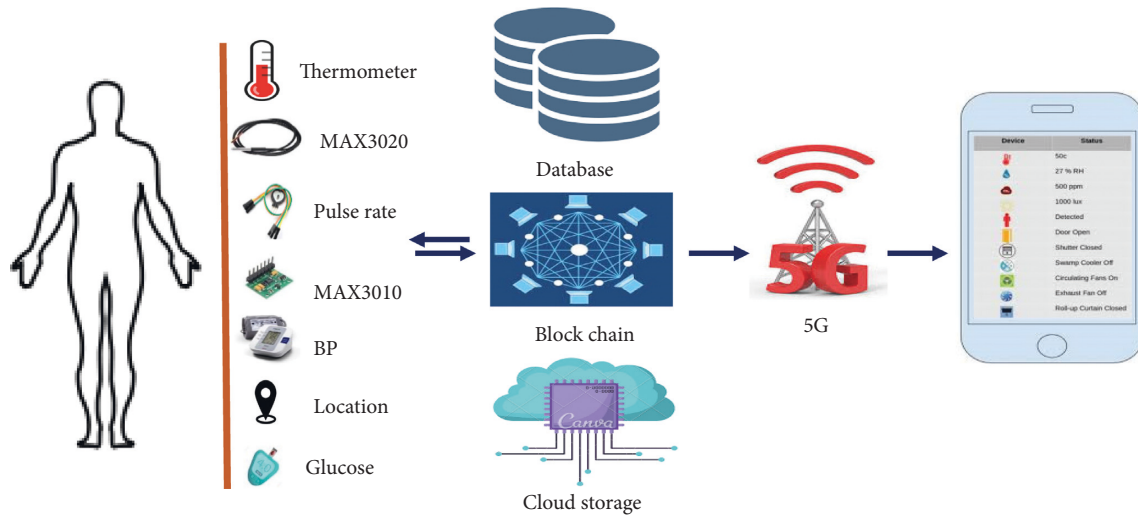 Thermometer
MAX3020
Pulse rate
MAX3010
BP
Location
Glucose
Database
Block chain
Canva
Cloud storage
5G
5G
Device Status
50c
27 % RH
500 ppm
1000 lux
Detected
Door Open
Shutter Closed
Swamp Cooler Off
Circulating Fans On
Exhaust Fan Off
Roll-up Curtain Closed